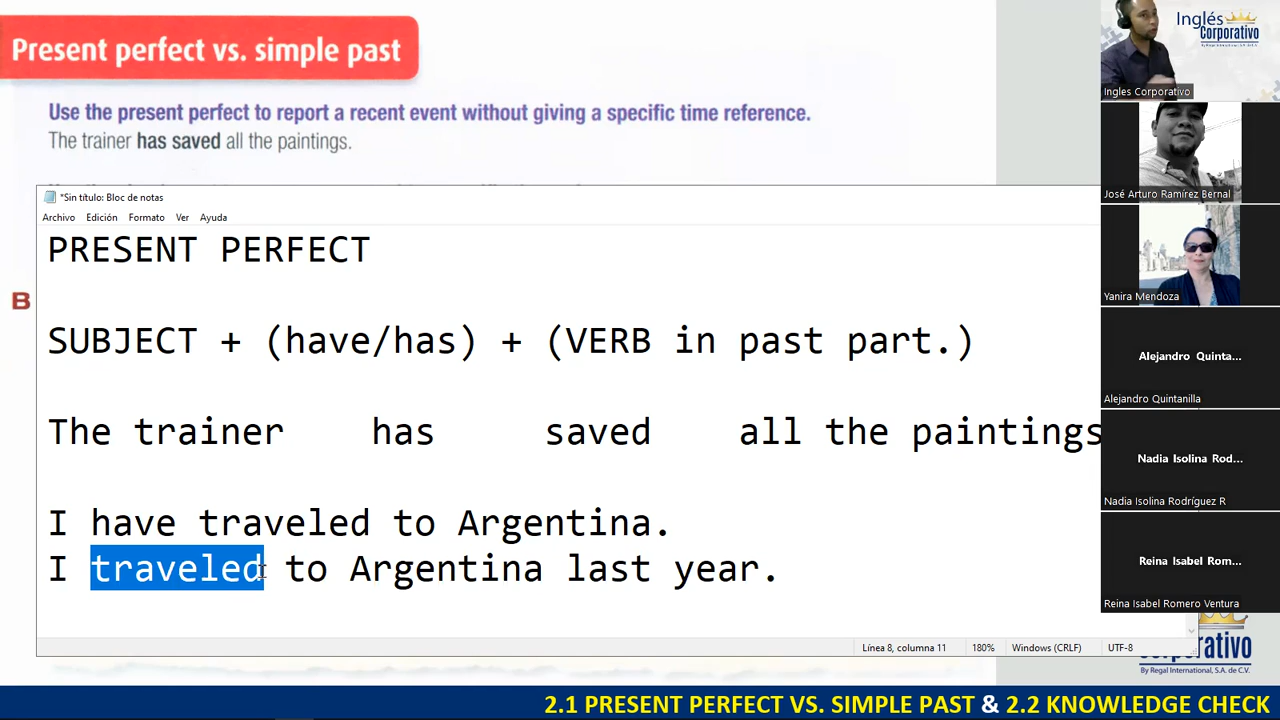 Present perfect vs. simple past
Use the present perfect to report a recent event without giving a specific time reference.
The trainer has saved all the paintings.
*Sin título: Bloc de notas
Archivo Edición Formato Ver Ayuda
PRESENT PERFECT
B
SUBJECT + (have/has) + (VERB in past part.)
The trainer has saved all the paintings
I have traveled to Argentina.
I traveled to Argentina last year.
Línea 8, columna 11 180% Windows (CRLF) UTF-8
Inglés
Corporativo
By Regal International, S.A. de C.V.
Ingles Corporativo
José Arturo Ramírez Bernal
Yanira Mendoza
Alejandro Quinta...
Alejandro Quintanilla
Nadia Isolina Rod...
Nadia Isolina Rodríguez R
Reina Isabel Rom...
Reina Isabel Romero Ventura
Corporativo
By Regal International, S.A. de C.V.
2.1 PRESENT PERFECT VS. SIMPLE PAST & 2.2 KNOWLEDGE CHECK